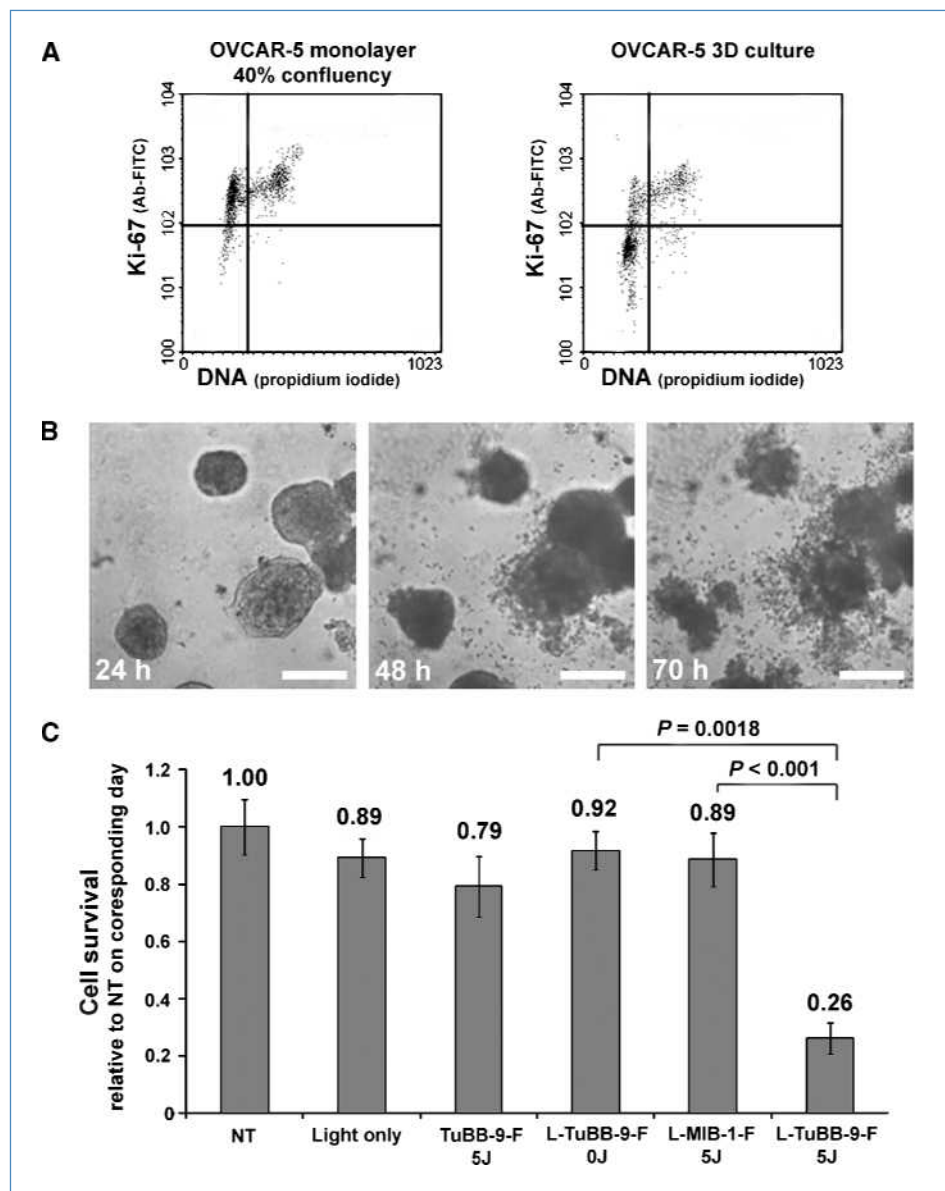 A
OVCAR-5 monolayer
40% confluency
OVCAR-5 3D culture
Ki-67 (Ab-FITC)
104
103
102
101
100
0
1023
DNA (propidium iodide)
Ki-67 (Ab-FITC)
104
103
102
101
100
0
1023
DNA (propidium iodide)
B
24 h
48 h
70 h
C
P = 0.0018
P < 0.001
Cell survival
relative to NT on coresponding day
1.2
1.0
0.8
0.6
0.4
0.2
0
1.00
0.89
0.79
0.92
0.89
0.26
NT
Light only
TuBB-9-F
5J
L-TuBB-9-F
0J
L-MIB-1-F
5J
L-TuBB-9-F
5J